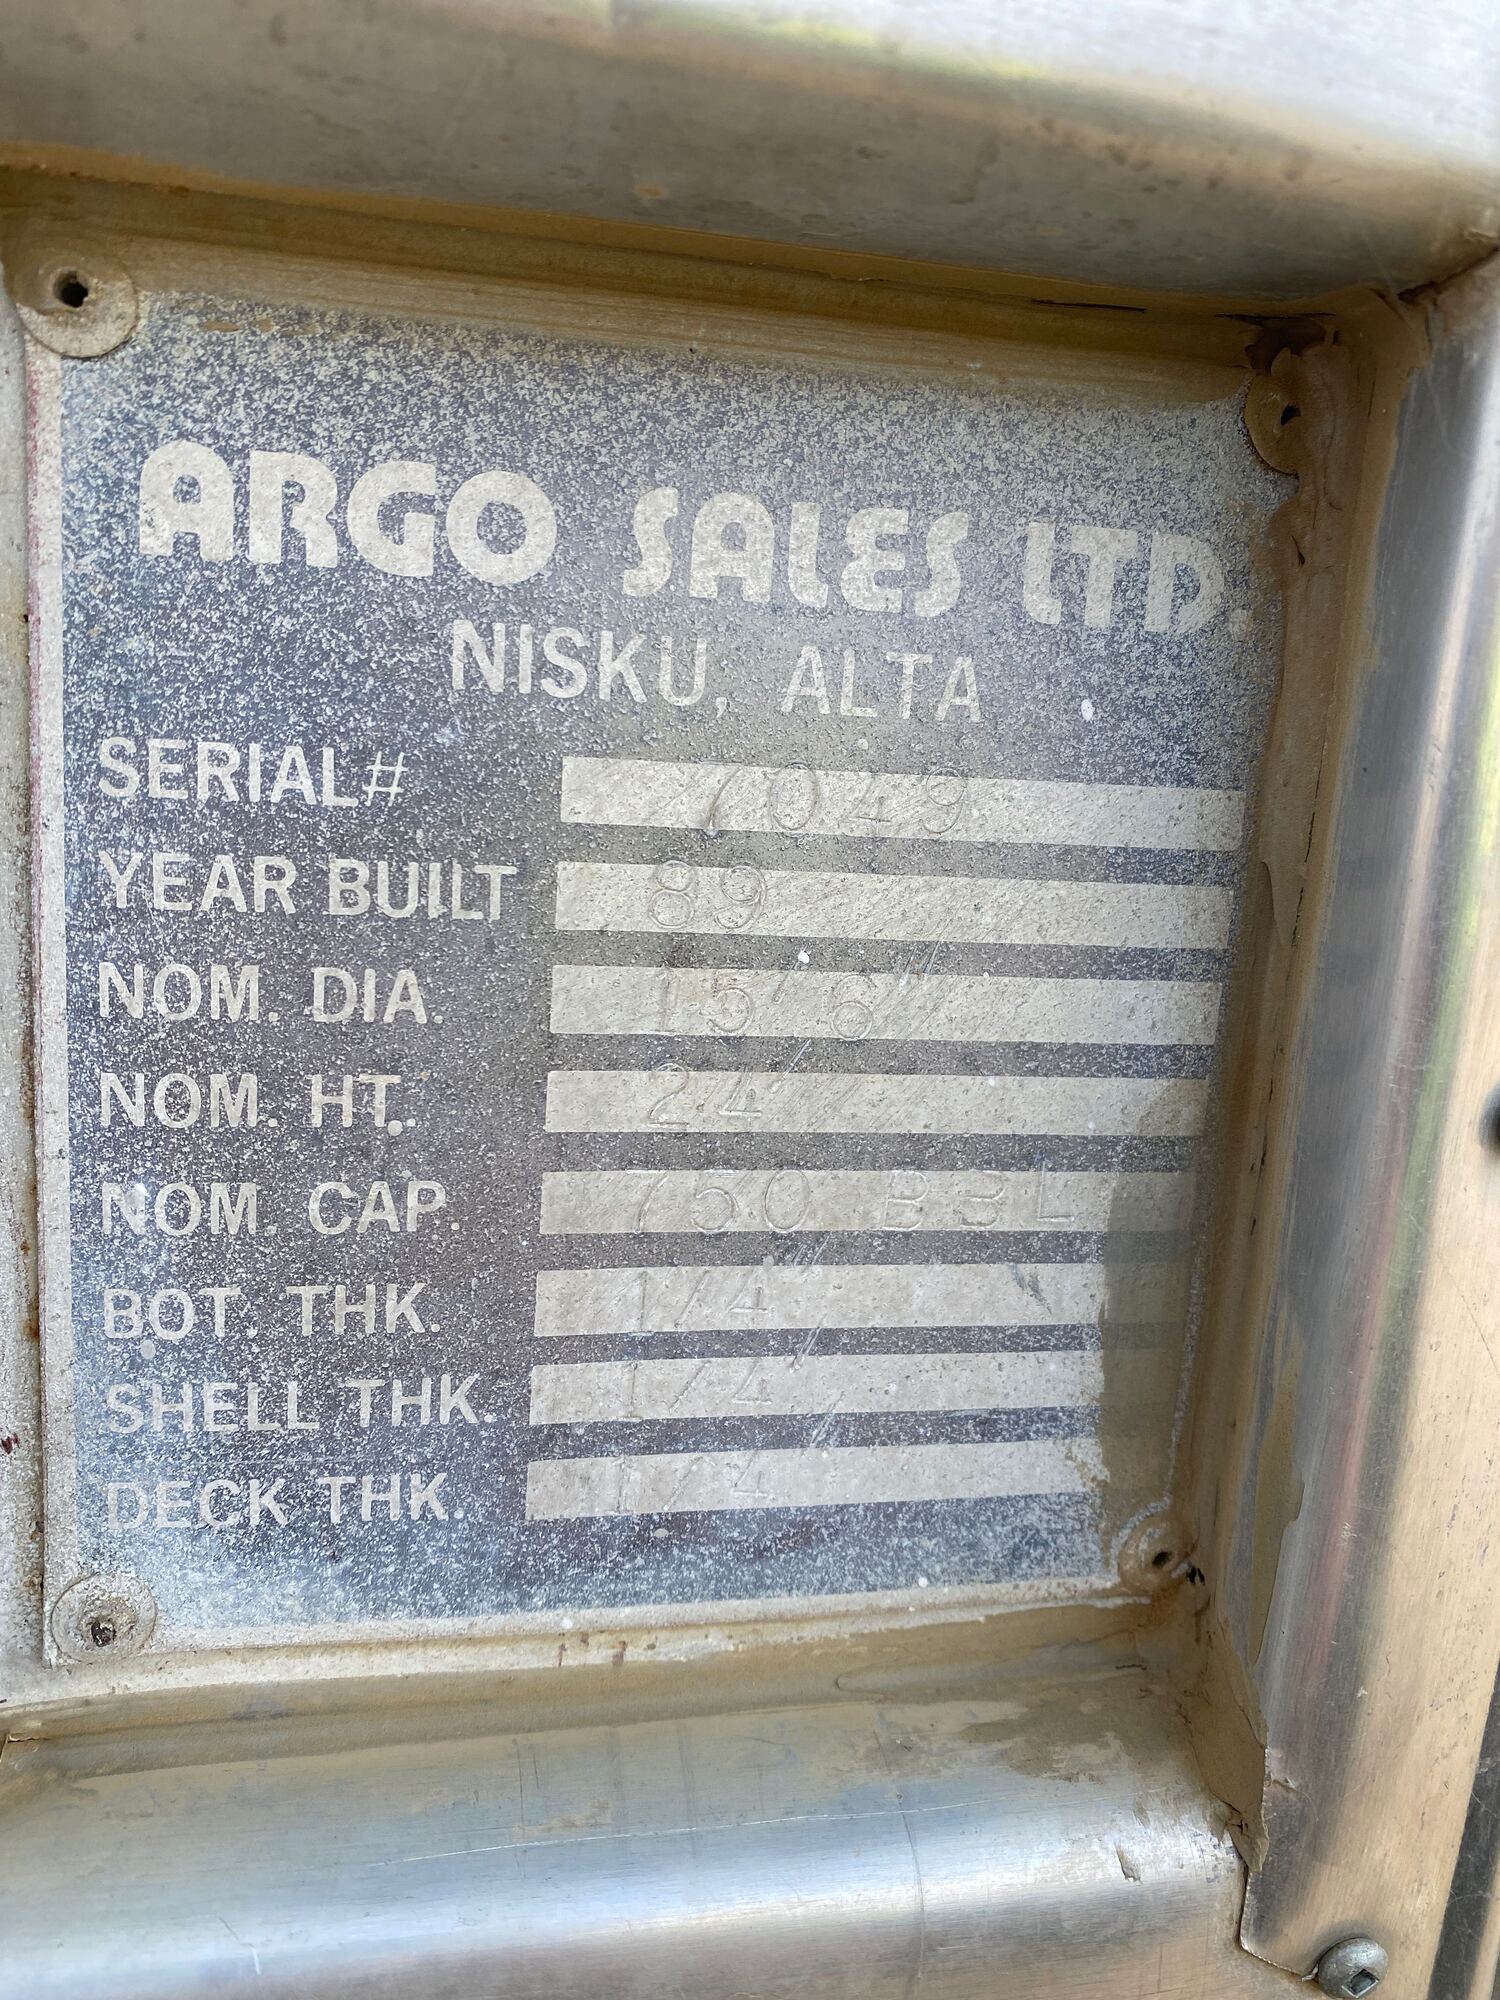 ARGO SALES LTD.
NISKU, ALTA
SERIAL# 7049
YEAR BUILT 89
NOM. DIA. 15'6"
NOM. HT. 24'
NOM. CAP. 750 BBL
BOT. THK. 1/4"
SHELL THK. 1/4"
DECK THK. 1/4"